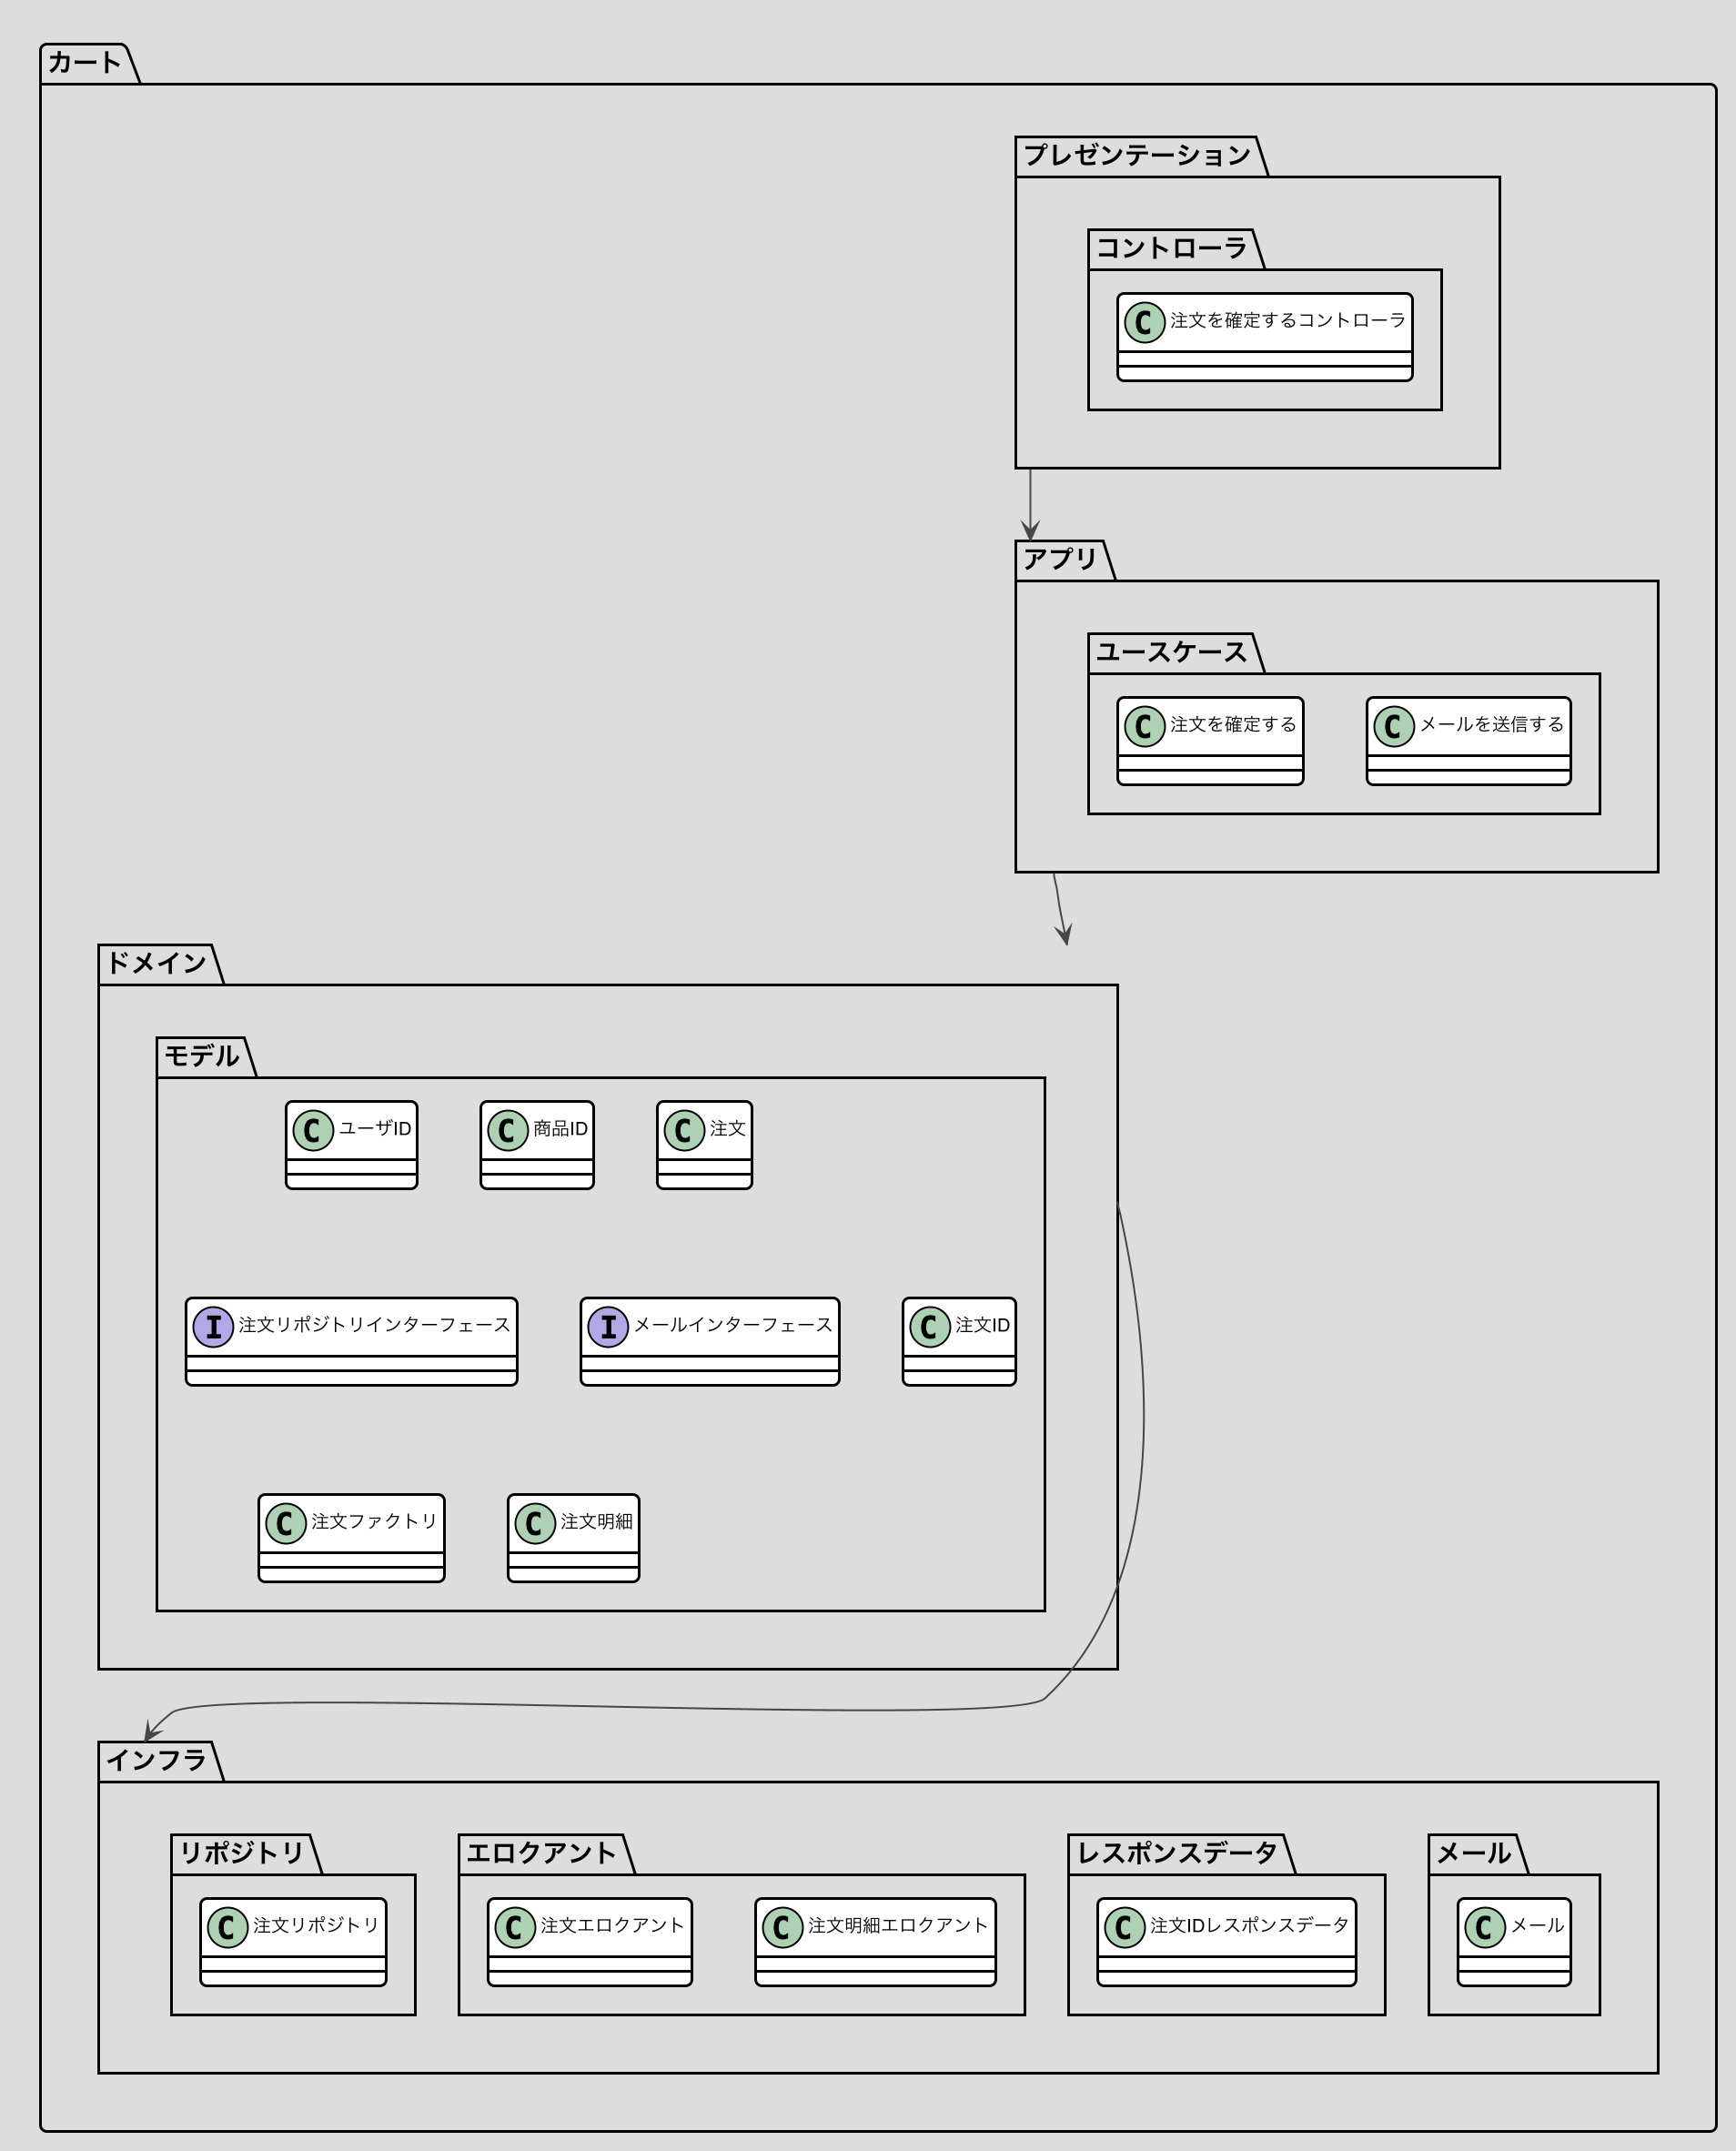 カート
プレゼンテーション
コントローラ
C 注文を確定するコントローラ
アプリ
ユースケース
C 注文を確定する
C メールを送信する
ドメイン
モデル
C ユーザID
C 商品ID
C 注文
I 注文リポジトリインターフェース
I メールインターフェース
C 注文ID
C 注文ファクトリ
C 注文明細
インフラ
リポジトリ
エロクアント
レスポンスデータ
メール
C 注文リポジトリ
C 注文エロクアント
C 注文明細エロクアント
C 注文IDレスポンスデータ
C メール